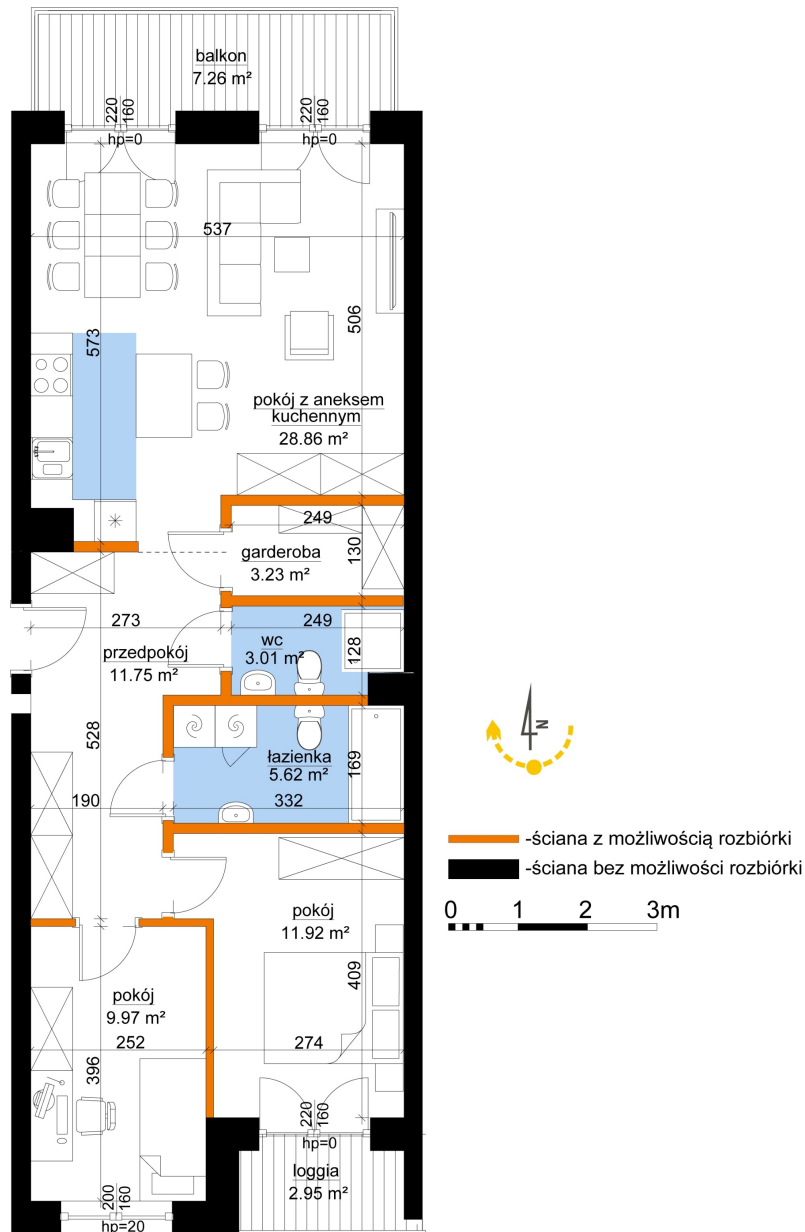 balkon
7.26 m²
220
160
hp=0
220
160
hp=0
537
573
506
pokój z aneksem
kuchennym
28.86 m²
249
garderoba
3.23 m²
130
273
249
wc
3.01 m²
128
przedpokój
11.75 m²
528
łazienka
5.62 m²
169
190
332
N
-ściana z możliwością rozbiórki
-ściana bez możliwości rozbiórki
0 1 2 3m
pokój
11.92 m²
409
pokój
9.97 m²
252
274
396
220
160
hp=0
loggia
2.95 m²
200
160
hp=20